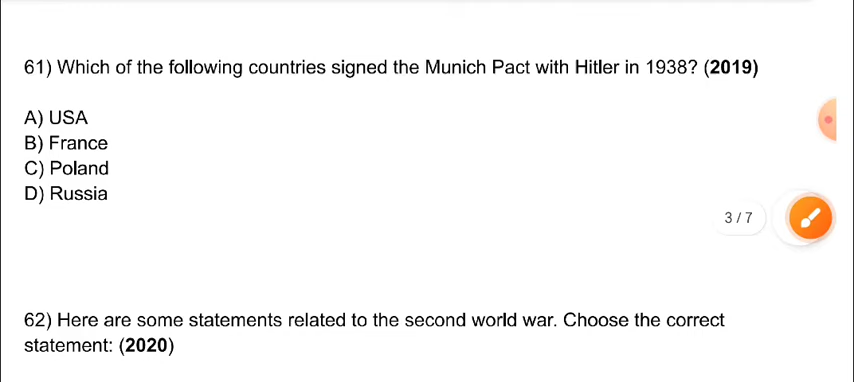 61) Which of the following countries signed the Munich Pact with Hitler in 1938? (2019)
A) USA
B) France
C) Poland
D) Russia
3 / 7
62) Here are some statements related to the second world war. Choose the correct
statement: (2020)